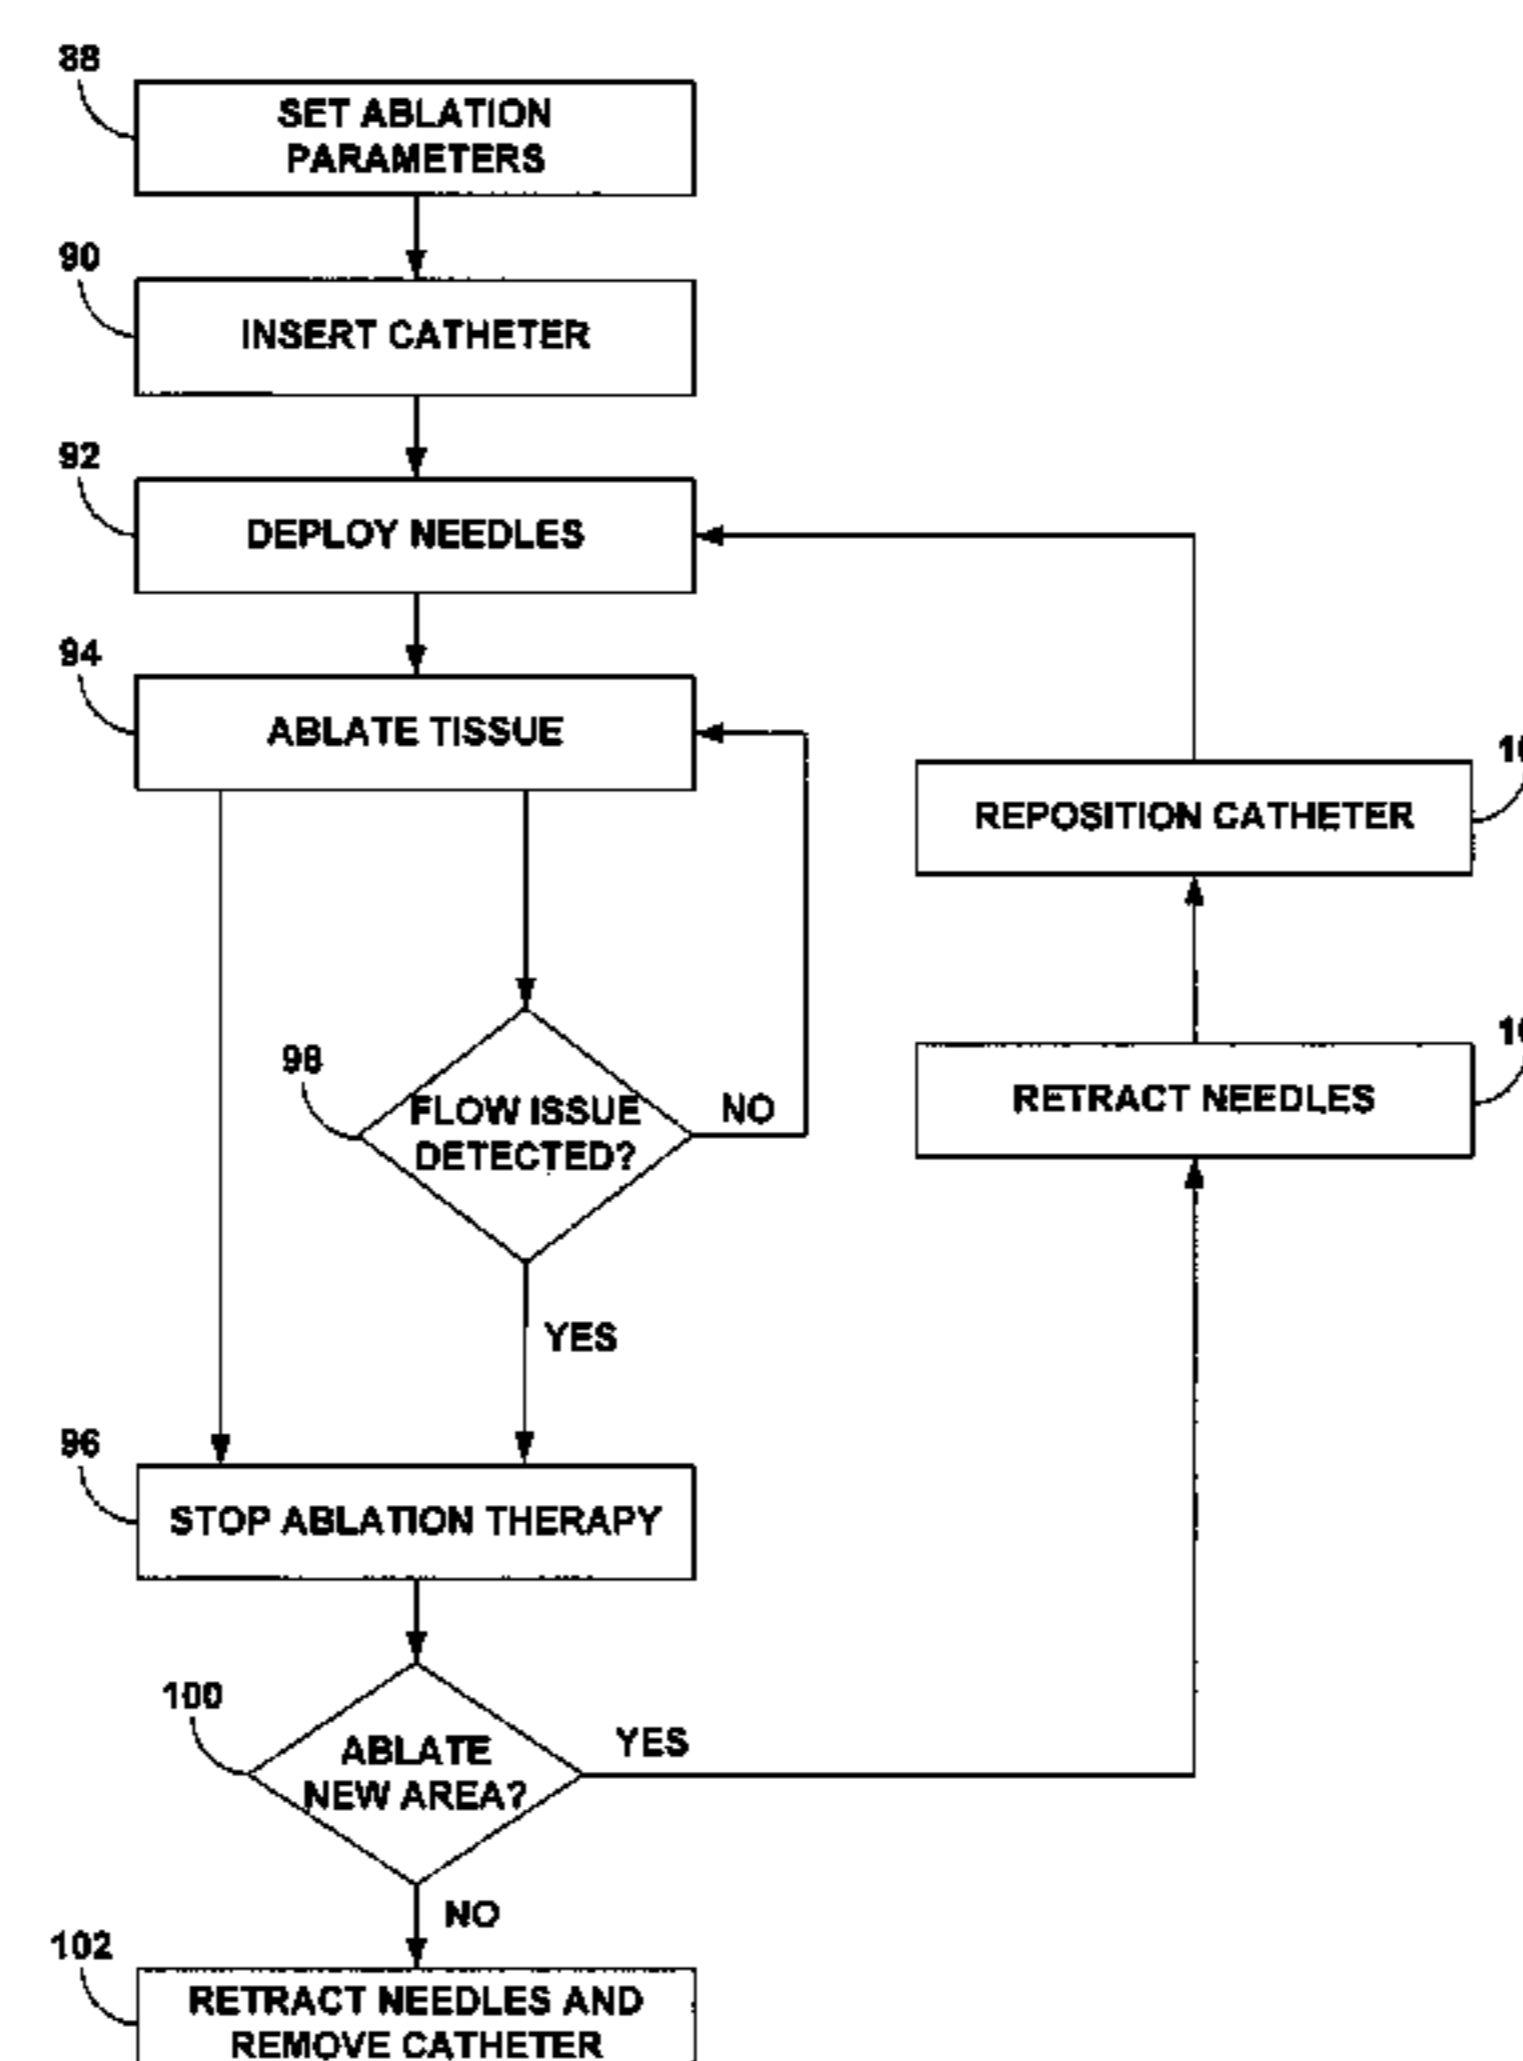 88
SET ABLATION
PARAMETERS
90
INSERT CATHETER
92
DEPLOY NEEDLES
94
ABLATE TISSUE
REPOSITION CATHETER
RETRACT NEEDLES
98
FLOW ISSUE
DETECTED?
NO
YES
96
STOP ABLATION THERAPY
100
ABLATE
NEW AREA?
YES
NO
102
RETRACT NEEDLES AND
REMOVE CATHETER